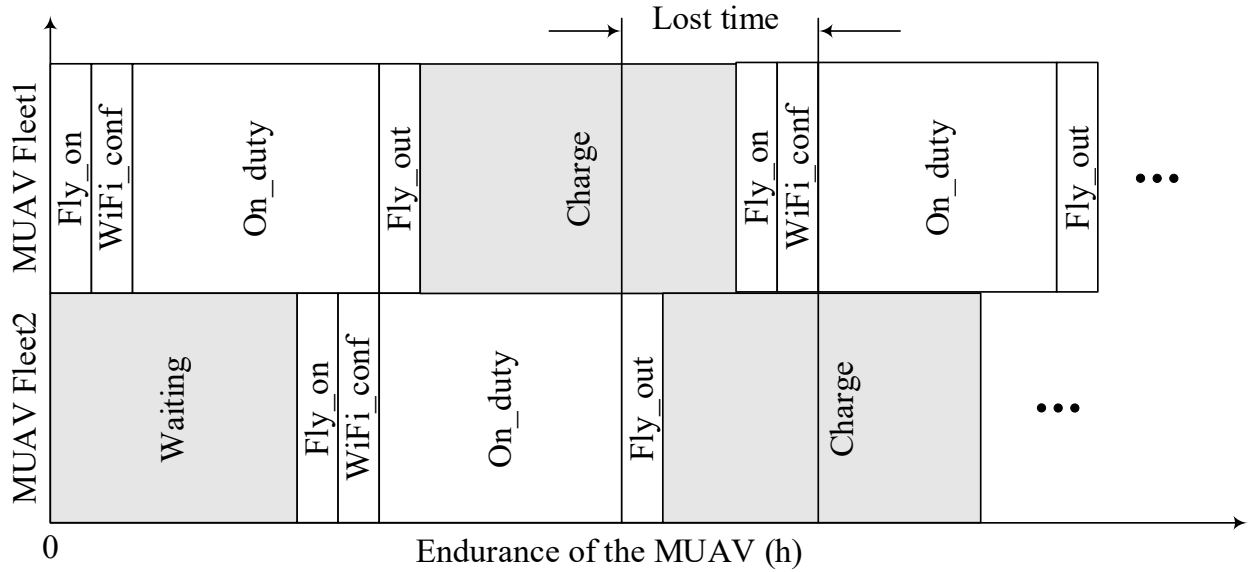 Lost time
MUAV Fleet1
Fly_on
WiFi_conf
On_duty
Fly_out
Charge
Fly_on
WiFi_conf
On_duty
Fly_out
•••
MUAV Fleet2
Waiting
Fly_on
WiFi_conf
On_duty
Fly_out
Charge
•••
0
Endurance of the MUAV (h)